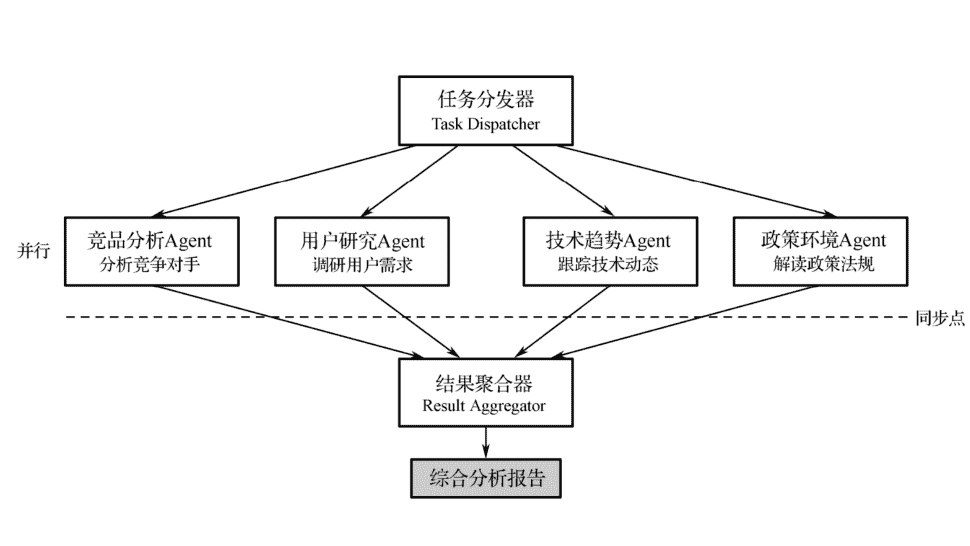 任务分发器
Task Dispatcher
并行
竞品分析Agent
分析竞争对手
用户研究Agent
调研用户需求
技术趋势Agent
跟踪技术动态
政策环境Agent
解读政策法规
同步点
结果聚合器
Result Aggregator
综合分析报告